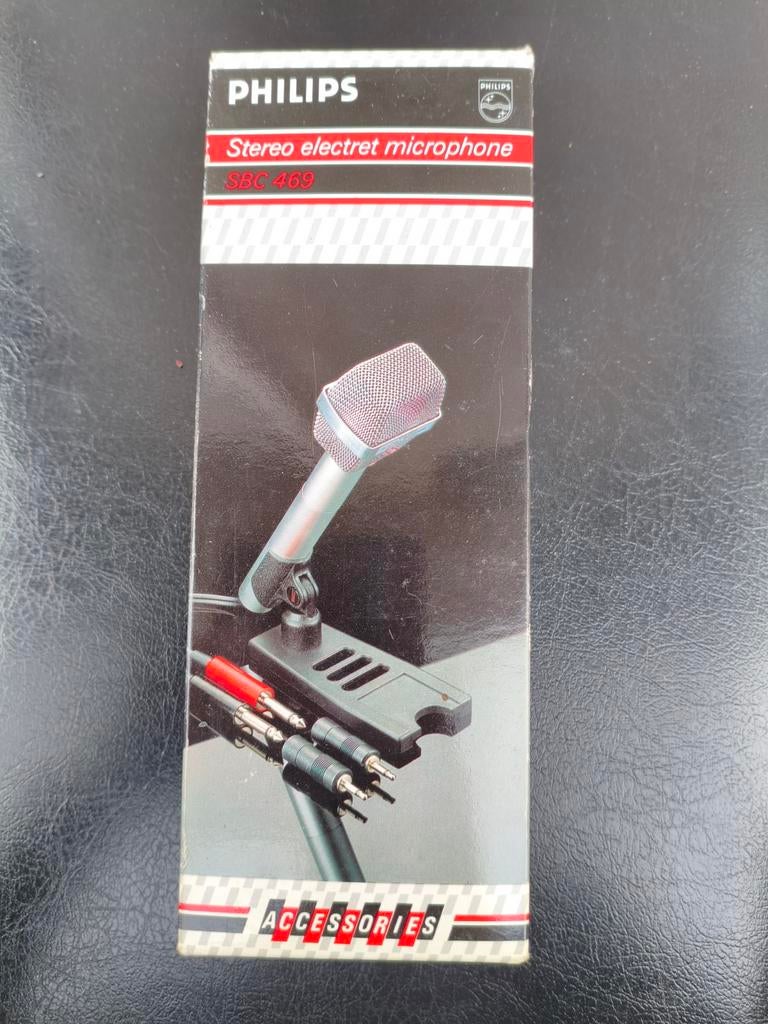 PHILIPS
PHILIPS
Stereo electret microphone
SBC 469
ACCESSORIES